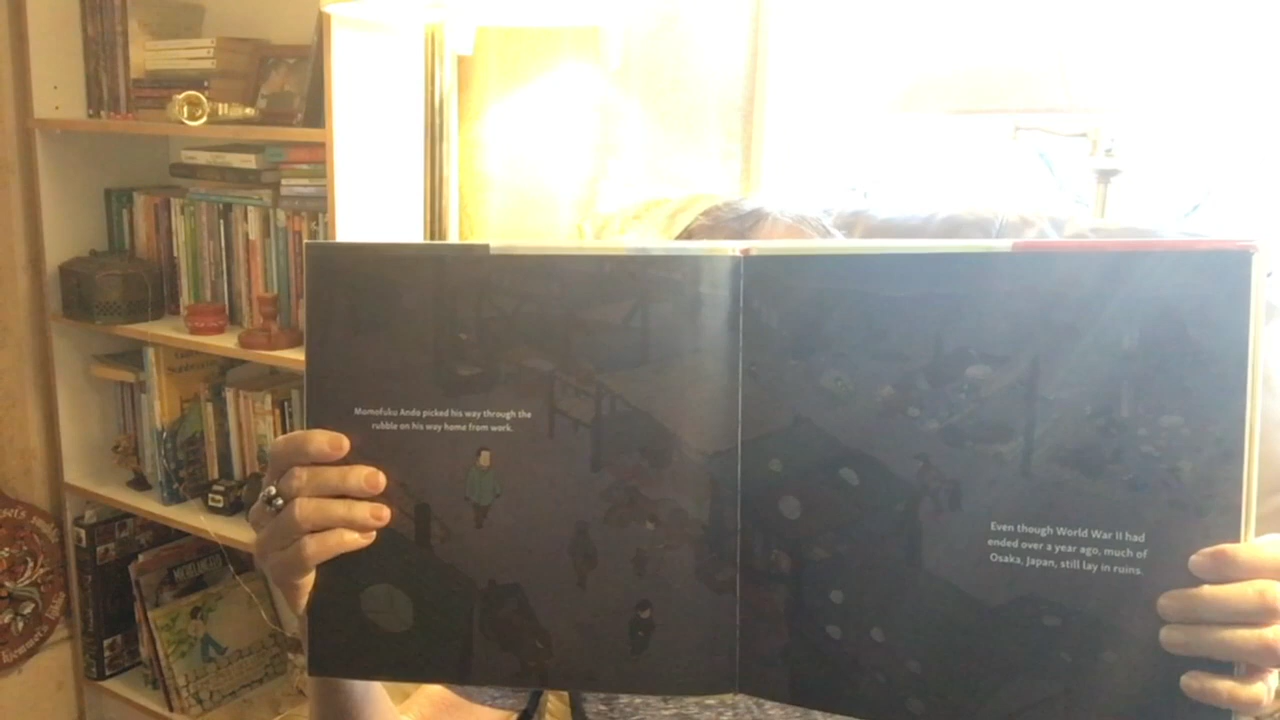 Momofuku Ando picked his way through the
rubble on his way home from work.
Even though World War II had
ended over a year ago, much of
Osaka, Japan, still lay in ruins.